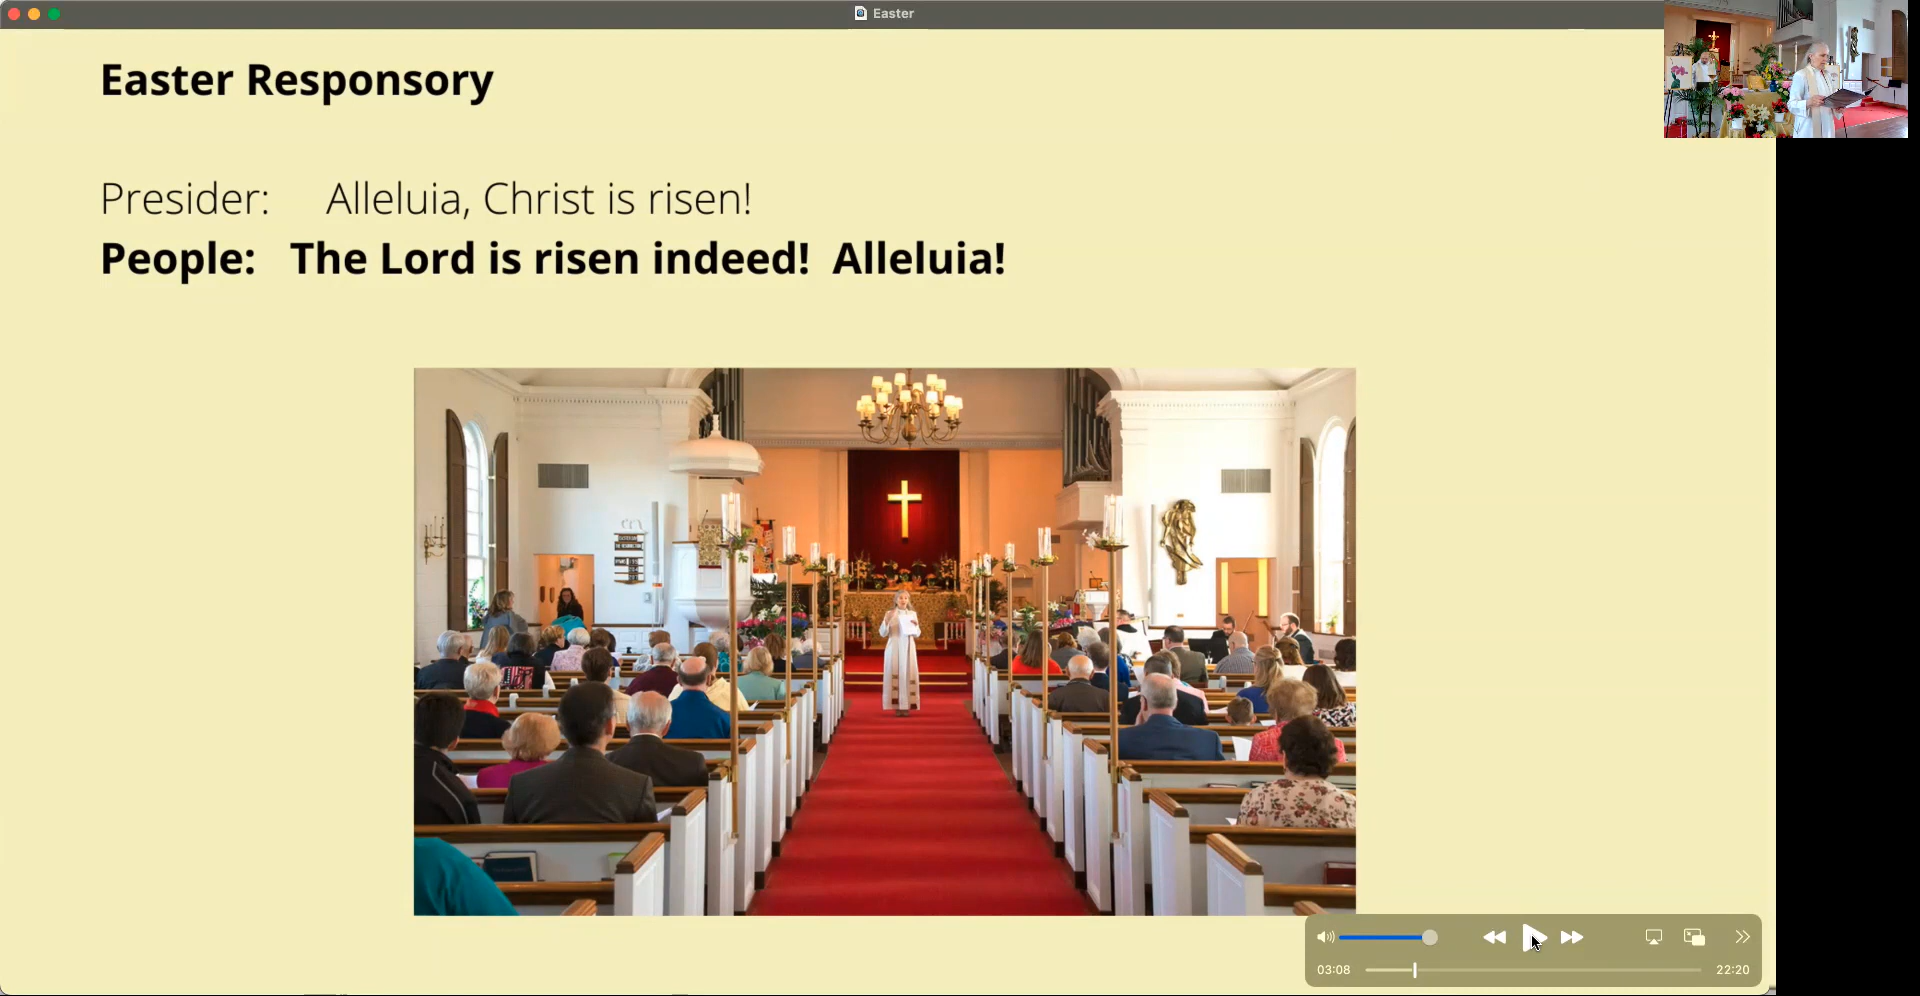 Easter
Easter Responsory
Presider: Alleluia, Christ is risen!
People: The Lord is risen indeed! Alleluia!
03:08
22:20